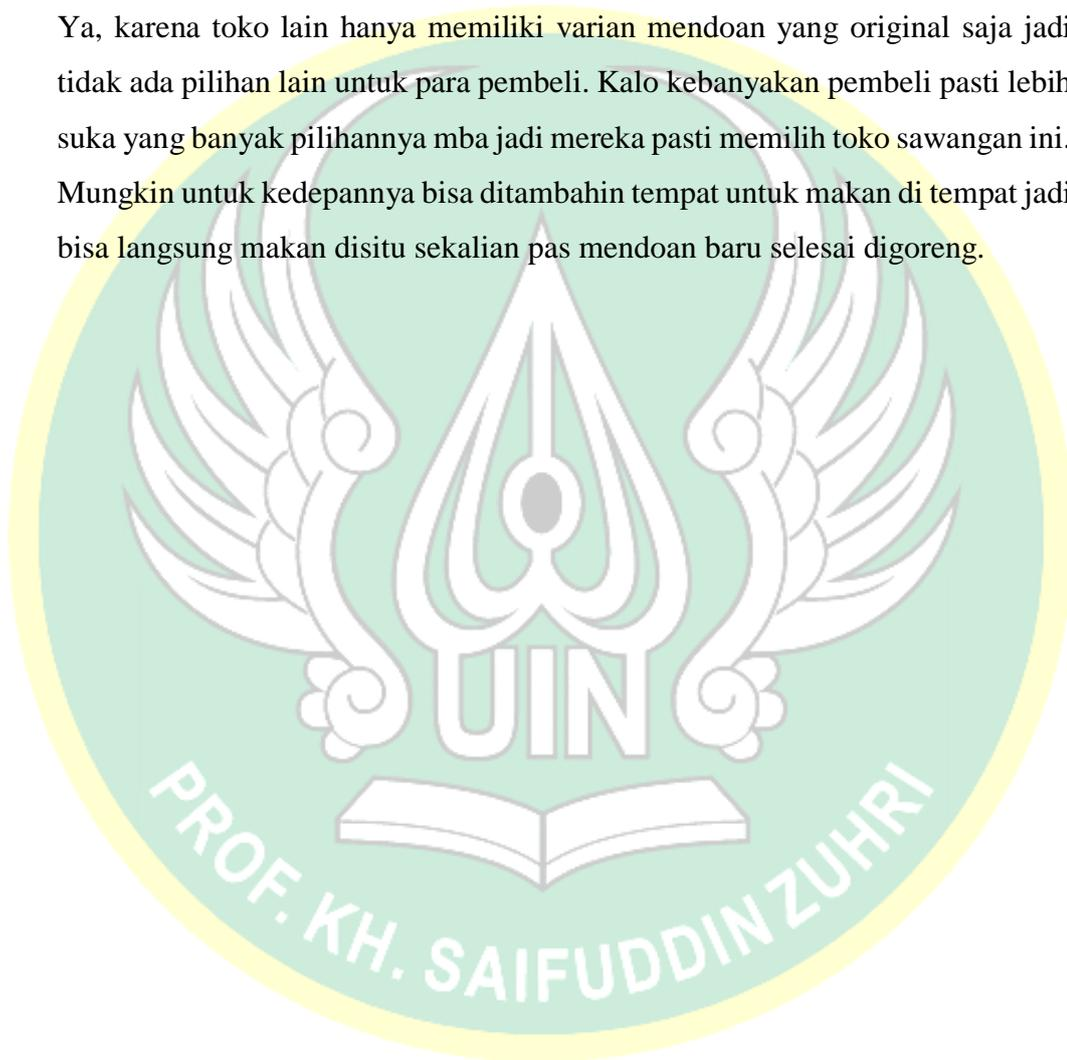 Ya, karena toko lain hanya memiliki varian mendoan yang original saja jadi
tidak ada pilihan lain untuk para pembeli. Kalo kebanyakan pembeli pasti lebih
suka yang banyak pilihannya mba jadi mereka pasti memilih toko sawangan ini.
Mungkin untuk kedepannya bisa ditambahin tempat untuk makan di tempat jadi
bisa langsung makan disitu sekalian pas mendoan baru selesai digoreng.
UIN
PROF. KH. SAIFUDDIN ZUHRI